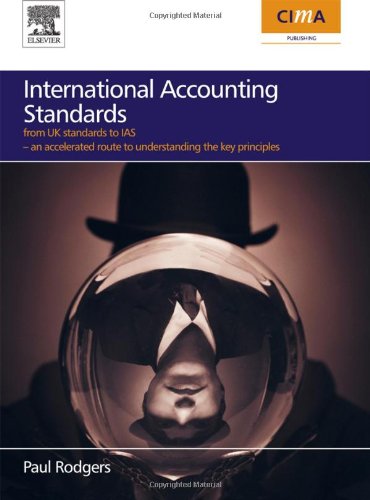 Copyrighted Material
ELSEVIER
CIMA
PUBLISHING
International Accounting
Standards
from UK standards to IAS
– an accelerated route to understanding the key principles
Paul Rodgers
Copyrighted Material